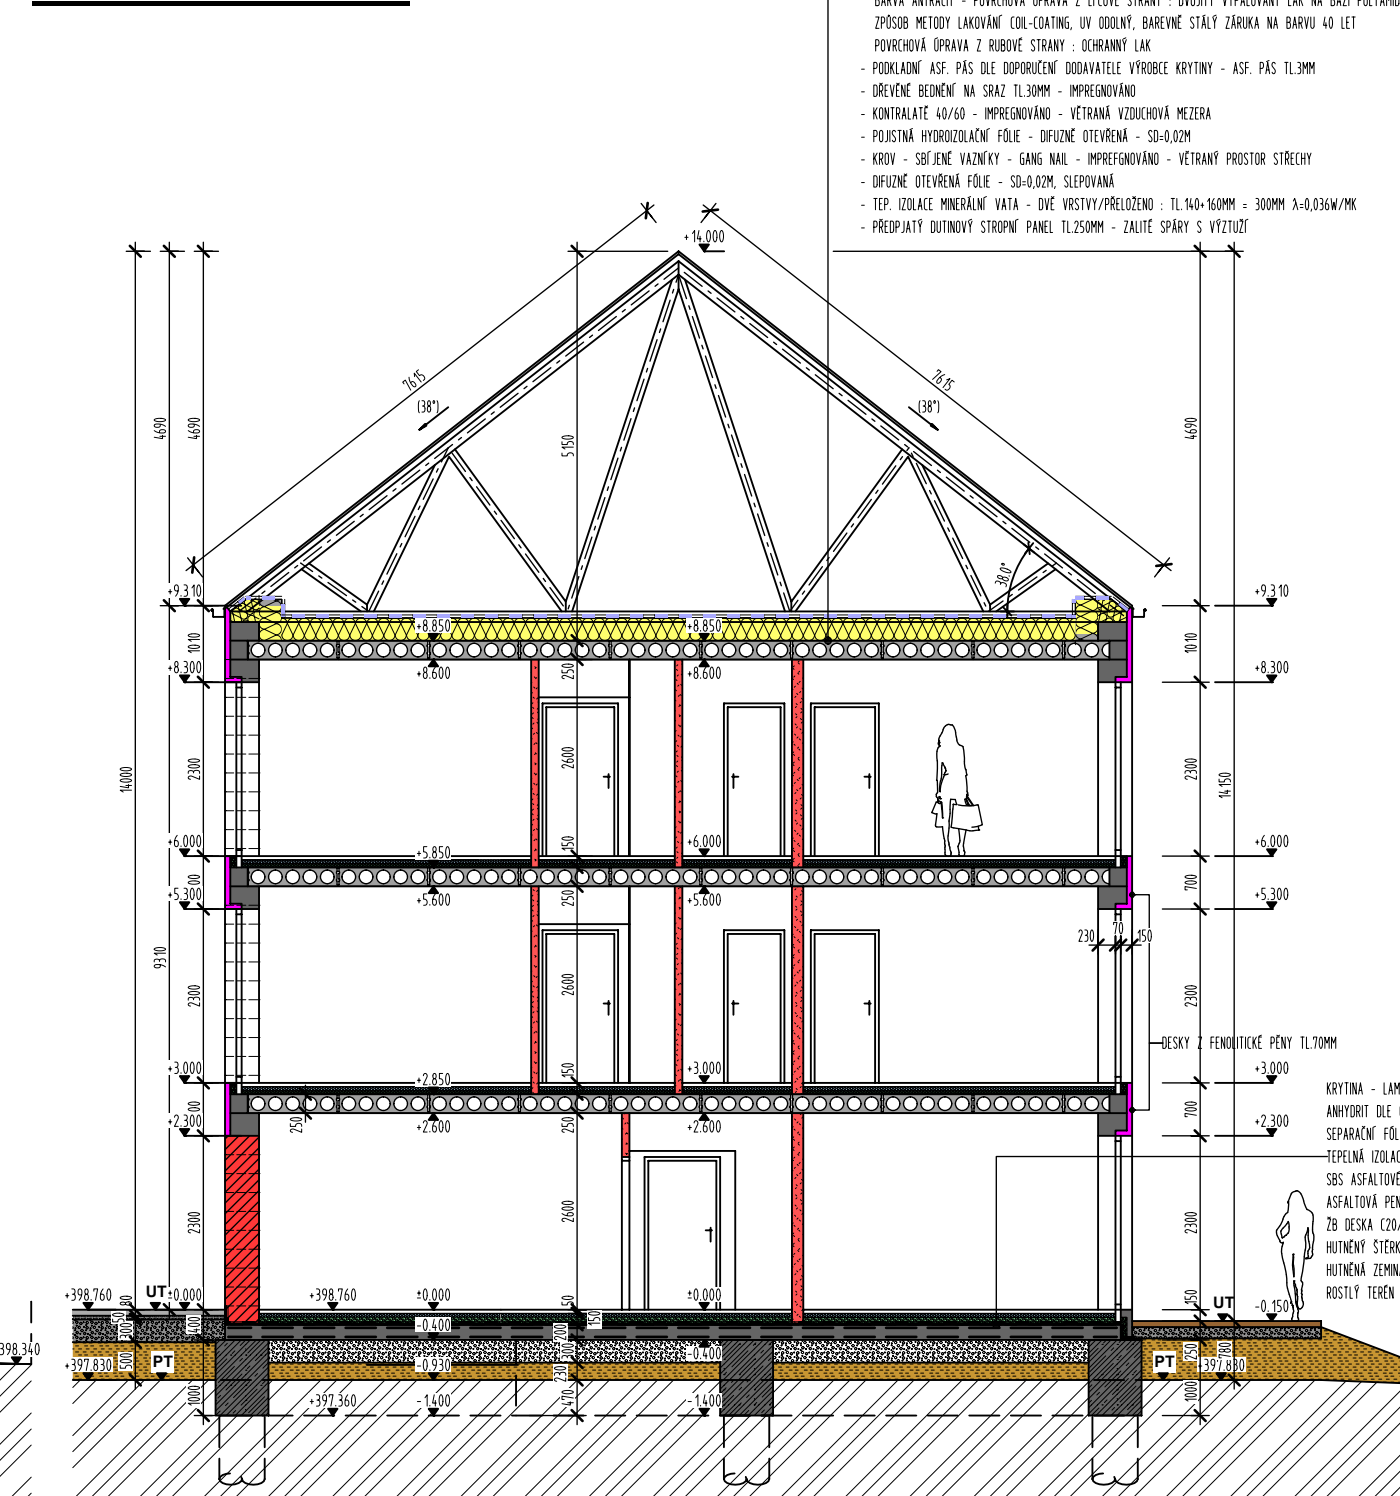 BARVA ANTRACIT - POVRCHOVÁ ÚPRAVA Z LÍCOVÉ STRANY : DVOJITÝ VYPALOVANÝ LAK NA BÁZI
ZPŮSOB METODY LAKOVÁNÍ COIL-COATING, UV ODOLNÝ, BAREVNĚ STÁLÝ ZÁRUKA NA BARVU 40 LET
POVRCHOVÁ ÚPRAVA Z RUBOVÉ STRANY : OCHRANNÝ LAK
- PODKLADNÍ ASF. PÁS DLE DOPORUČENÍ DODAVATELE VÝROBCE KRYTINY - ASF. PÁS TL.3MM
- DŘEVĚNÉ BEDNĚNÍ NA SRAZ TL.30MM - IMPREGNOVÁNO
- KONTRALATĚ 40/60 - IMPREGNOVÁNO - VĚTRANÁ VZDUCHOVÁ MEZERA
- POJISTNÁ HYDROIZOLAČNÍ FÓLIE - DIFUZNĚ OTEVŘENÁ - SD=0,02M
- KROV - SBÍJENÉ VAZNÍKY - GANG NAIL - IMPREFGNOVÁNO - VĚTRANÝ PROSTOR STŘECHY
- DIFUZNĚ OTEVŘENÁ FÓLIE - SD=0,02M, SLEPOVANÁ
- TEP. IZOLACE MINERÁLNÍ VATA - DVĚ VRSTVY/PŘELOŽENO : TL.140+160MM = 300MM λ=0,036W/MK
- PŘEDPJATÝ DUTINOVÝ STROPNÍ PANEL TL.250MM - ZALITÉ SPÁRY S VÝZTUŽÍ
+14.000
7615 7615
(38°) (38°)
4690 4690 5150 4690
38.0°
+9.310 +9.310
+8.850 +8.850
1010 1010
+8.300 +8.600 250 +8.600 +8.300
14000 2300 2600 2300 14150
+6.000 +5.850 150 +6.000 +6.000
700
+5.300 +5.600 250 +5.600 +5.300
230 70 150
9310 2300 2600 2300
DESKY Z FENOLITICKÉ PĚNY TL.70MM
+3.000 +2.850 150 +3.000 +3.000
700
+2.300 250 +2.600 250 +2.600 +2.300
KRYTINA - LAM
ANHYDRIT DLE
SEPARAČNÍ FÓL
TEPELNÁ IZOLAC
SBS ASFALTOVÉ
ASFALTOVÁ PEN
ŽB DESKA C20/
HUTNĚNÝ ŠTĚRK
HUTNĚNÁ ZEMIN
ROSTLÝ TERÉN
2300 2600 2300
+398.760 UT ±0.000 +398.760 ±0.000 ±0.000 150 UT -0.150
80 300 400 -0.400 150 200 -0.400 250 780
398.340
+397.830 500 PT -0.930 230 PT +397.830
1000 +397.360 -1.400 470 -1.400 1000